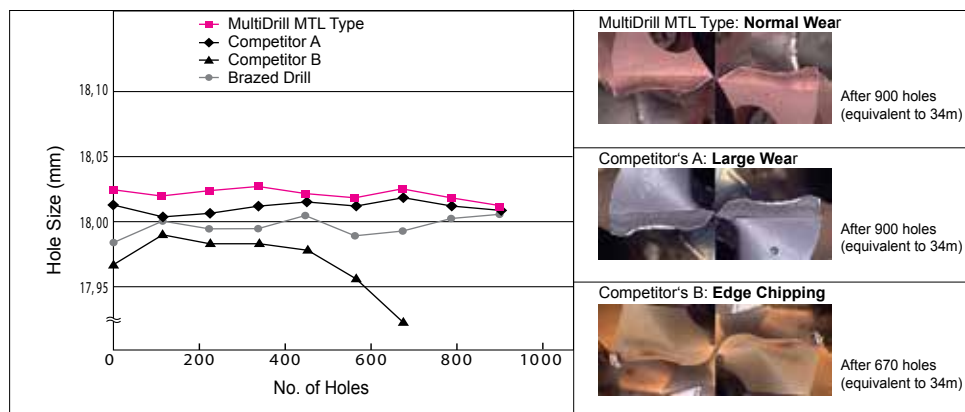 MultiDrill MTL Type
Competitor A
Competitor B
Brazed Drill
18,10
18,05
18,00
17,95
0
0 200 400 600 800 1000
Hole Size (mm)
No. of Holes
MultiDrill MTL Type: Normal Wear
After 900 holes
(equivalent to 34m)
Competitor‘s A: Large Wear
After 900 holes
(equivalent to 34m)
Competitor‘s B: Edge Chipping
After 670 holes
(equivalent to 34m)